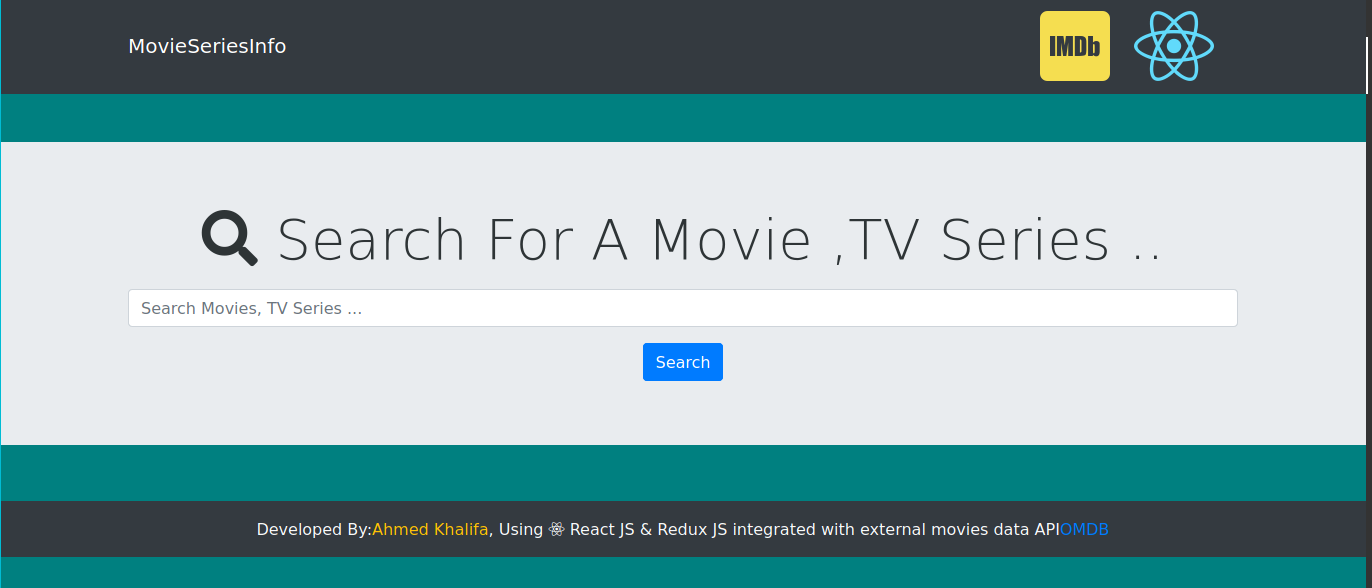 MovieSeriesInfo
IMDb
Search For A Movie ,TV Series ..
Search Movies, TV Series ...
Search
Developed By:Ahmed Khalifa, Using React JS & Redux JS integrated with external movies data APIOMDB